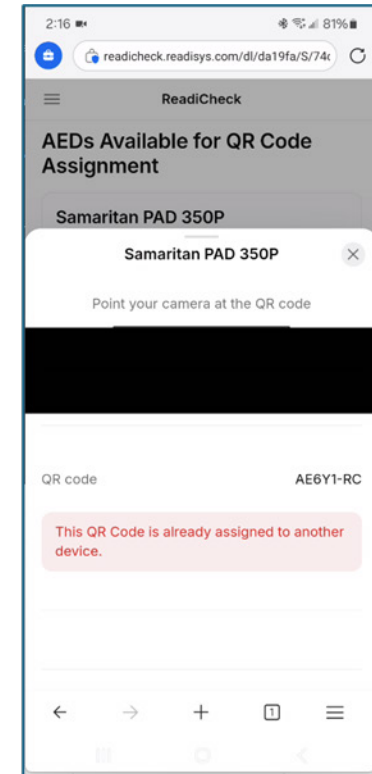 2:16 81%
readicheck.readisys.com/dl/da19fa/S/74c
ReadiCheck
AEDs Available for QR Code
Assignment
Samaritan PAD 350P
Samaritan PAD 350P
Point your camera at the QR code
QR code AE6Y1-RC
This QR Code is already assigned to another
device.
1